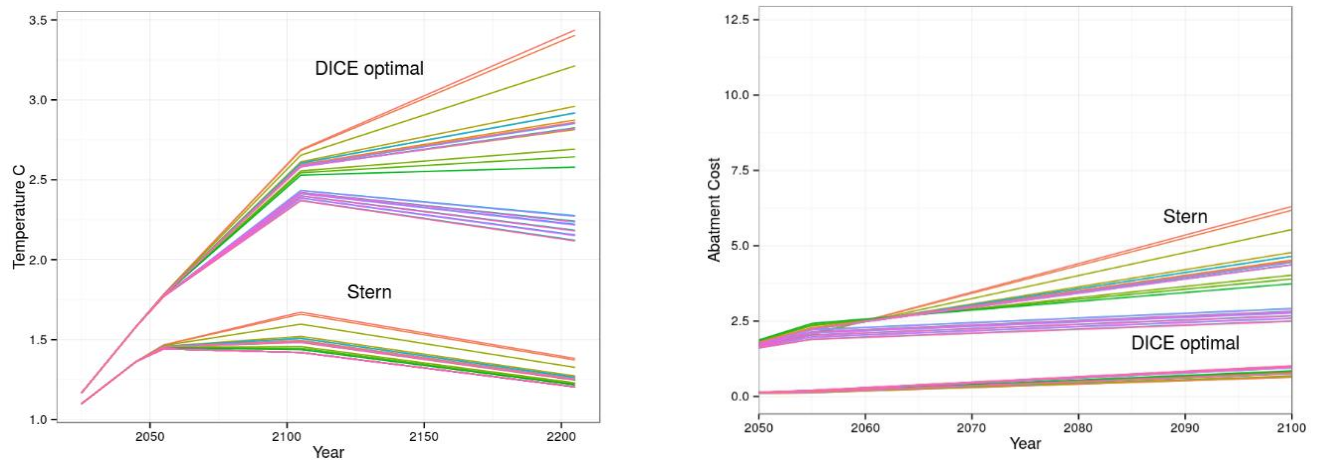 3.5
3.0
2.5
2.0
1.5
1.0
Temperature C
DICE optimal
Stern
2050
2100
2150
2200
Year
12.5
10.0
7.5
5.0
2.5
0.0
Abatment Cost
Stern
DICE optimal
2050
2060
2070
2080
2090
2100
Year